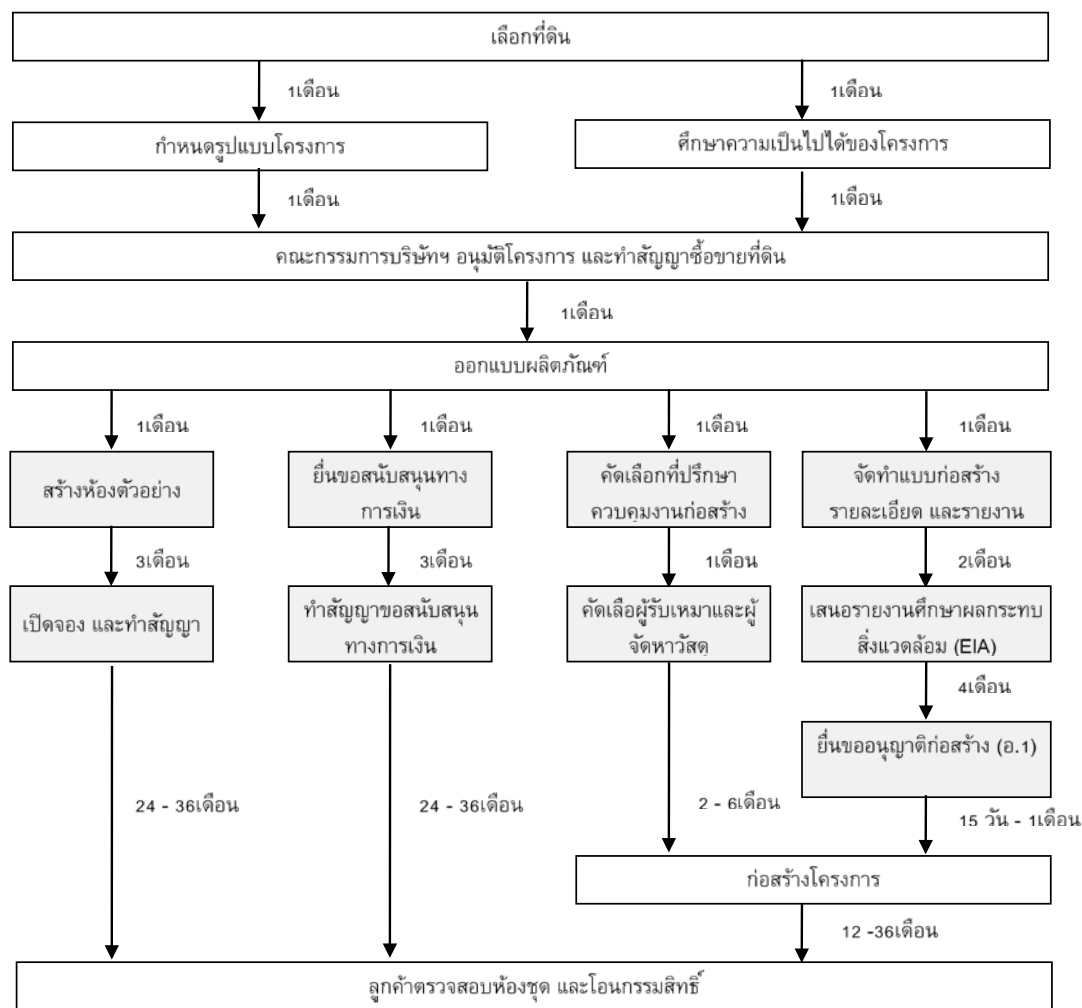 เลือกที่ดิน
1เดือน
1เดือน
กำหนดรูปแบบโครงการ
ศึกษาความเป็นไปได้ของโครงการ
1เดือน
1เดือน
คณะกรรมการบริษัทฯ อนุมัติโครงการ และทำสัญญาซื้อขายที่ดิน
1เดือน
ออกแบบผลิตภัณฑ์
1เดือน
1เดือน
1เดือน
1เดือน
สร้างห้องตัวอย่าง
ยื่นขอสนับสนุนทาง
การเงิน
คัดเลือกที่ปรึกษา
ควบคุมงานก่อสร้าง
จัดทำแบบก่อสร้าง
รายละเอียด และรายงาน
3เดือน
3เดือน
1เดือน
2เดือน
เปิดจอง และทำสัญญา
ทำสัญญาขอสนับสนุน
ทางการเงิน
คัดเลือผู้รับเหมาและผู้
จัดหาวัสดุ
เสนอรายงานศึกษาผลกระทบ
สิ่งแวดล้อม (EIA)
4เดือน
ยื่นขออนุญาติก่อสร้าง (อ.1)
24 - 36เดือน
24 - 36เดือน
2 - 6เดือน
15 วัน - 1เดือน
ก่อสร้างโครงการ
12 -36เดือน
ลูกค้าตรวจสอบห้องชุด และโอนกรรมสิทธิ์